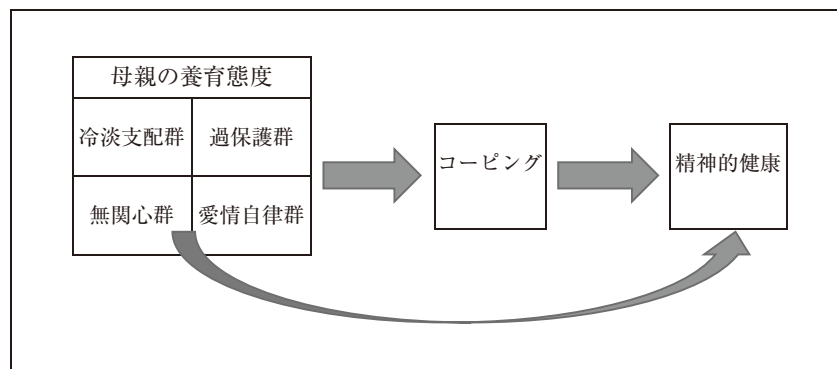 母親の養育態度
冷淡支配群 過保護群
コーピング
精神的健康
無関心群 愛情自律群